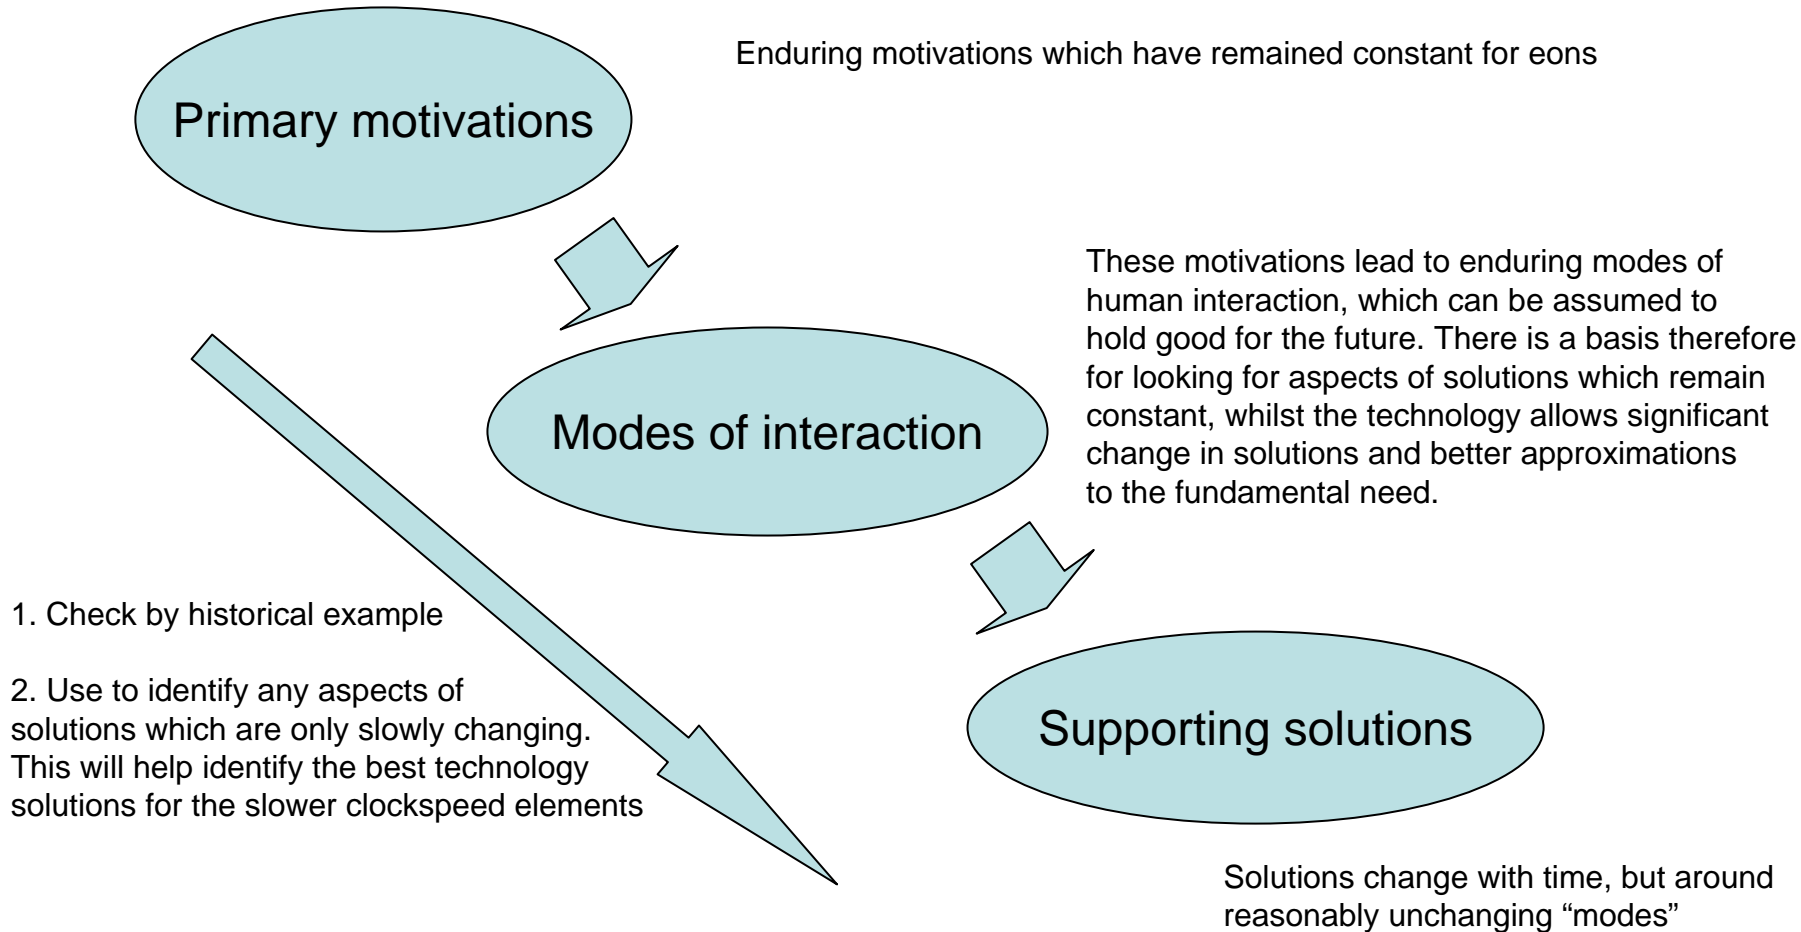 Enduring motivations which have remained constant for eons
Primary motivations
These motivations lead to enduring modes of
human interaction, which can be assumed to
hold good for the future. There is a basis therefore
for looking for aspects of solutions which remain
constant, whilst the technology allows significant
change in solutions and better approximations
to the fundamental need.
Modes of interaction
1. Check by historical example
2. Use to identify any aspects of
solutions which are only slowly changing.
This will help identify the best technology
solutions for the slower clockspeed elements
Supporting solutions
Solutions change with time, but around
reasonably unchanging “modes”